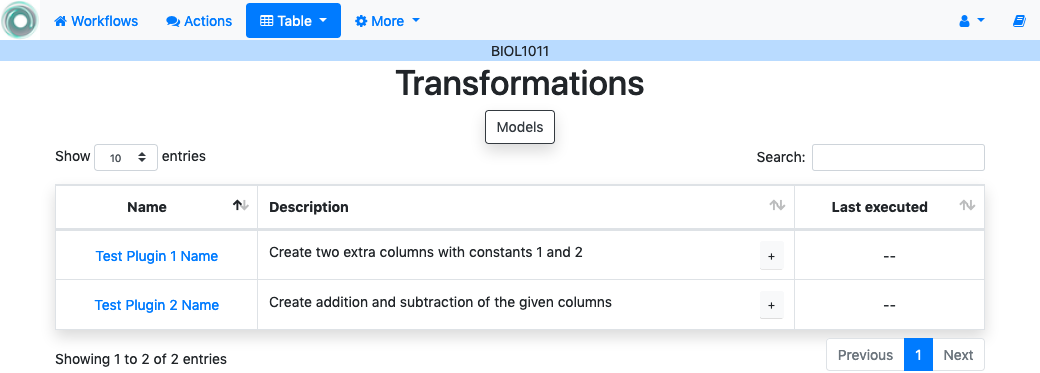 Workflows Actions Table More
BIOL1011
Transformations
Models
Show 10 entries Search:
Name Description Last executed
Test Plugin 1 Name Create two extra columns with constants 1 and 2 + --
Test Plugin 2 Name Create addition and subtraction of the given columns + --
Showing 1 to 2 of 2 entries Previous 1 Next